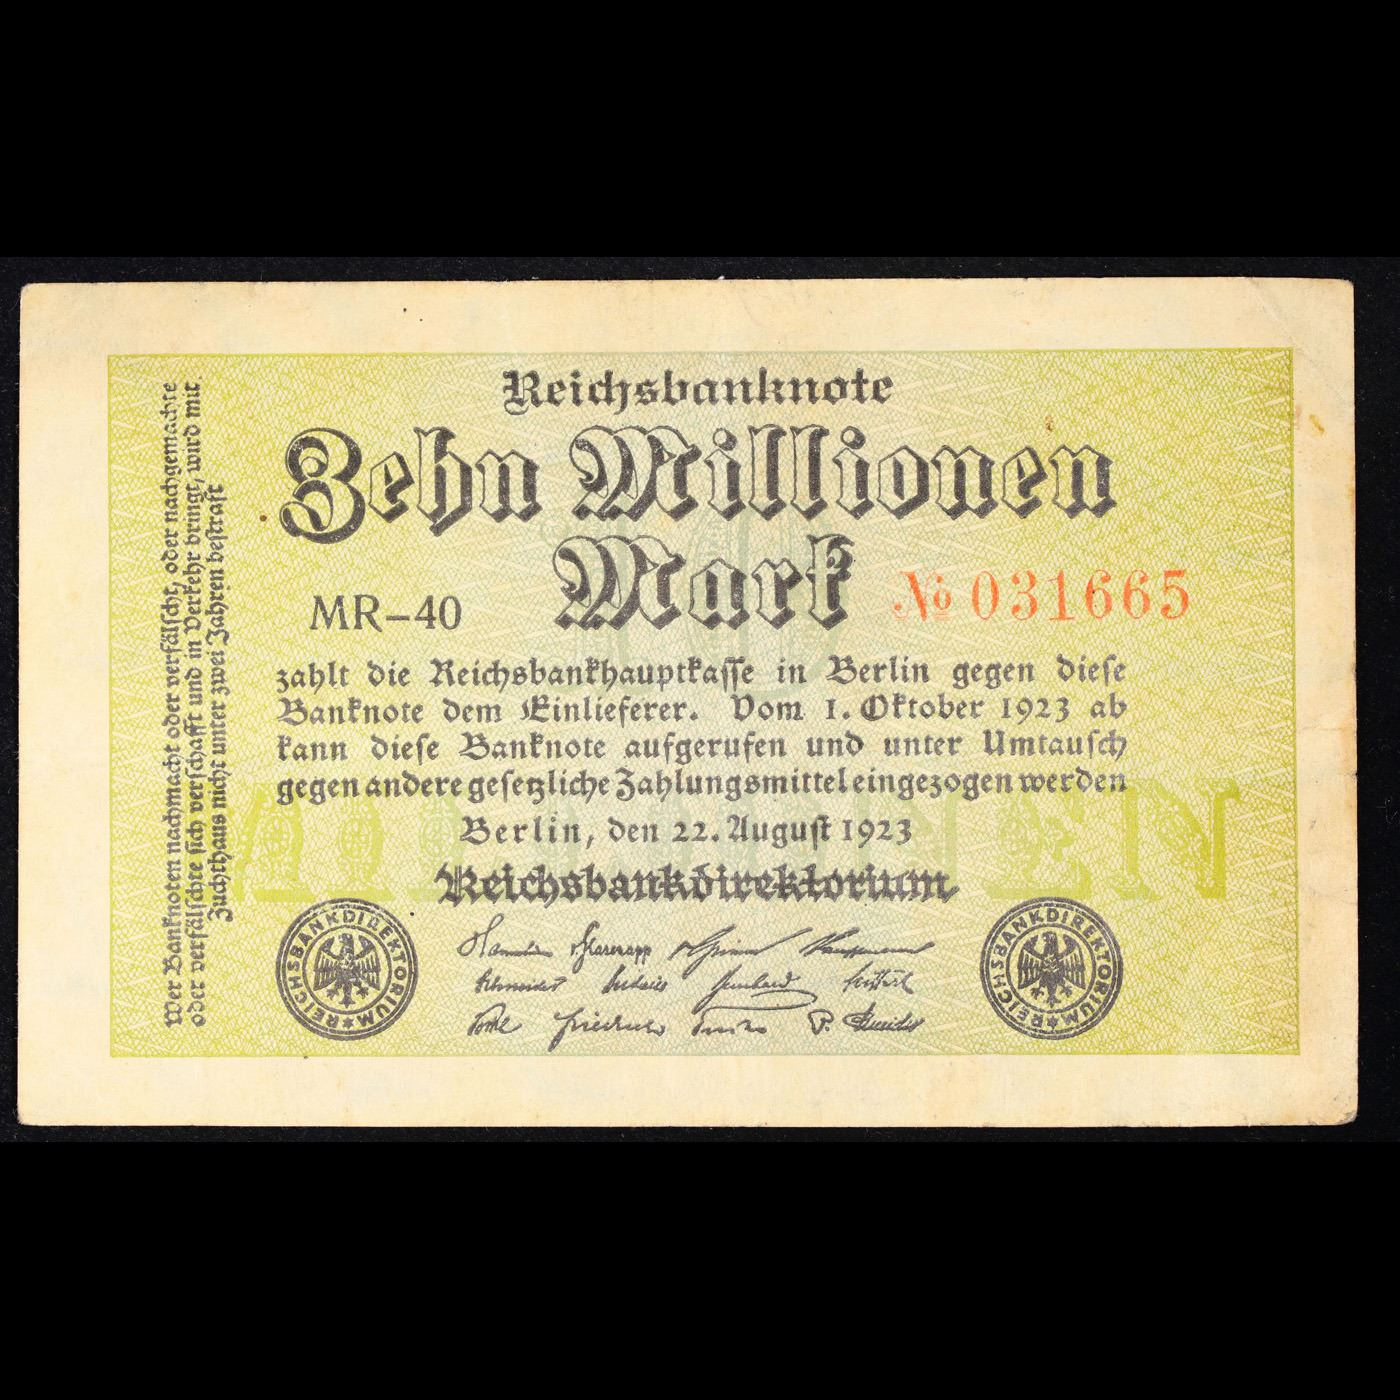 Reichsbanknote
Zehn Millionen
Mark
MR-40
№ 031665
zahlt die Reichsbankhauptkasse in Berlin gegen diese
Banknote dem Einlieferer. Vom 1. Oktober 1923 ab
kann diese Banknote aufgerufen und unter Umtausch
gegen andere gesetzliche Zahlungsmittel eingezogen werden
Berlin, den 22. August 1923
Reichsbankdirektorium
REICHSBANKDIREKTORIUM
REICHSBANKDIREKTORIUM
Wer Banknoten nachmacht oder verfälscht, oder nachgemachte
oder verfälschte sich verschafft und in Verkehr bringt, wird mit
Zuchthaus nicht unter zwei Jahren bestraft
10
MILLIONEN